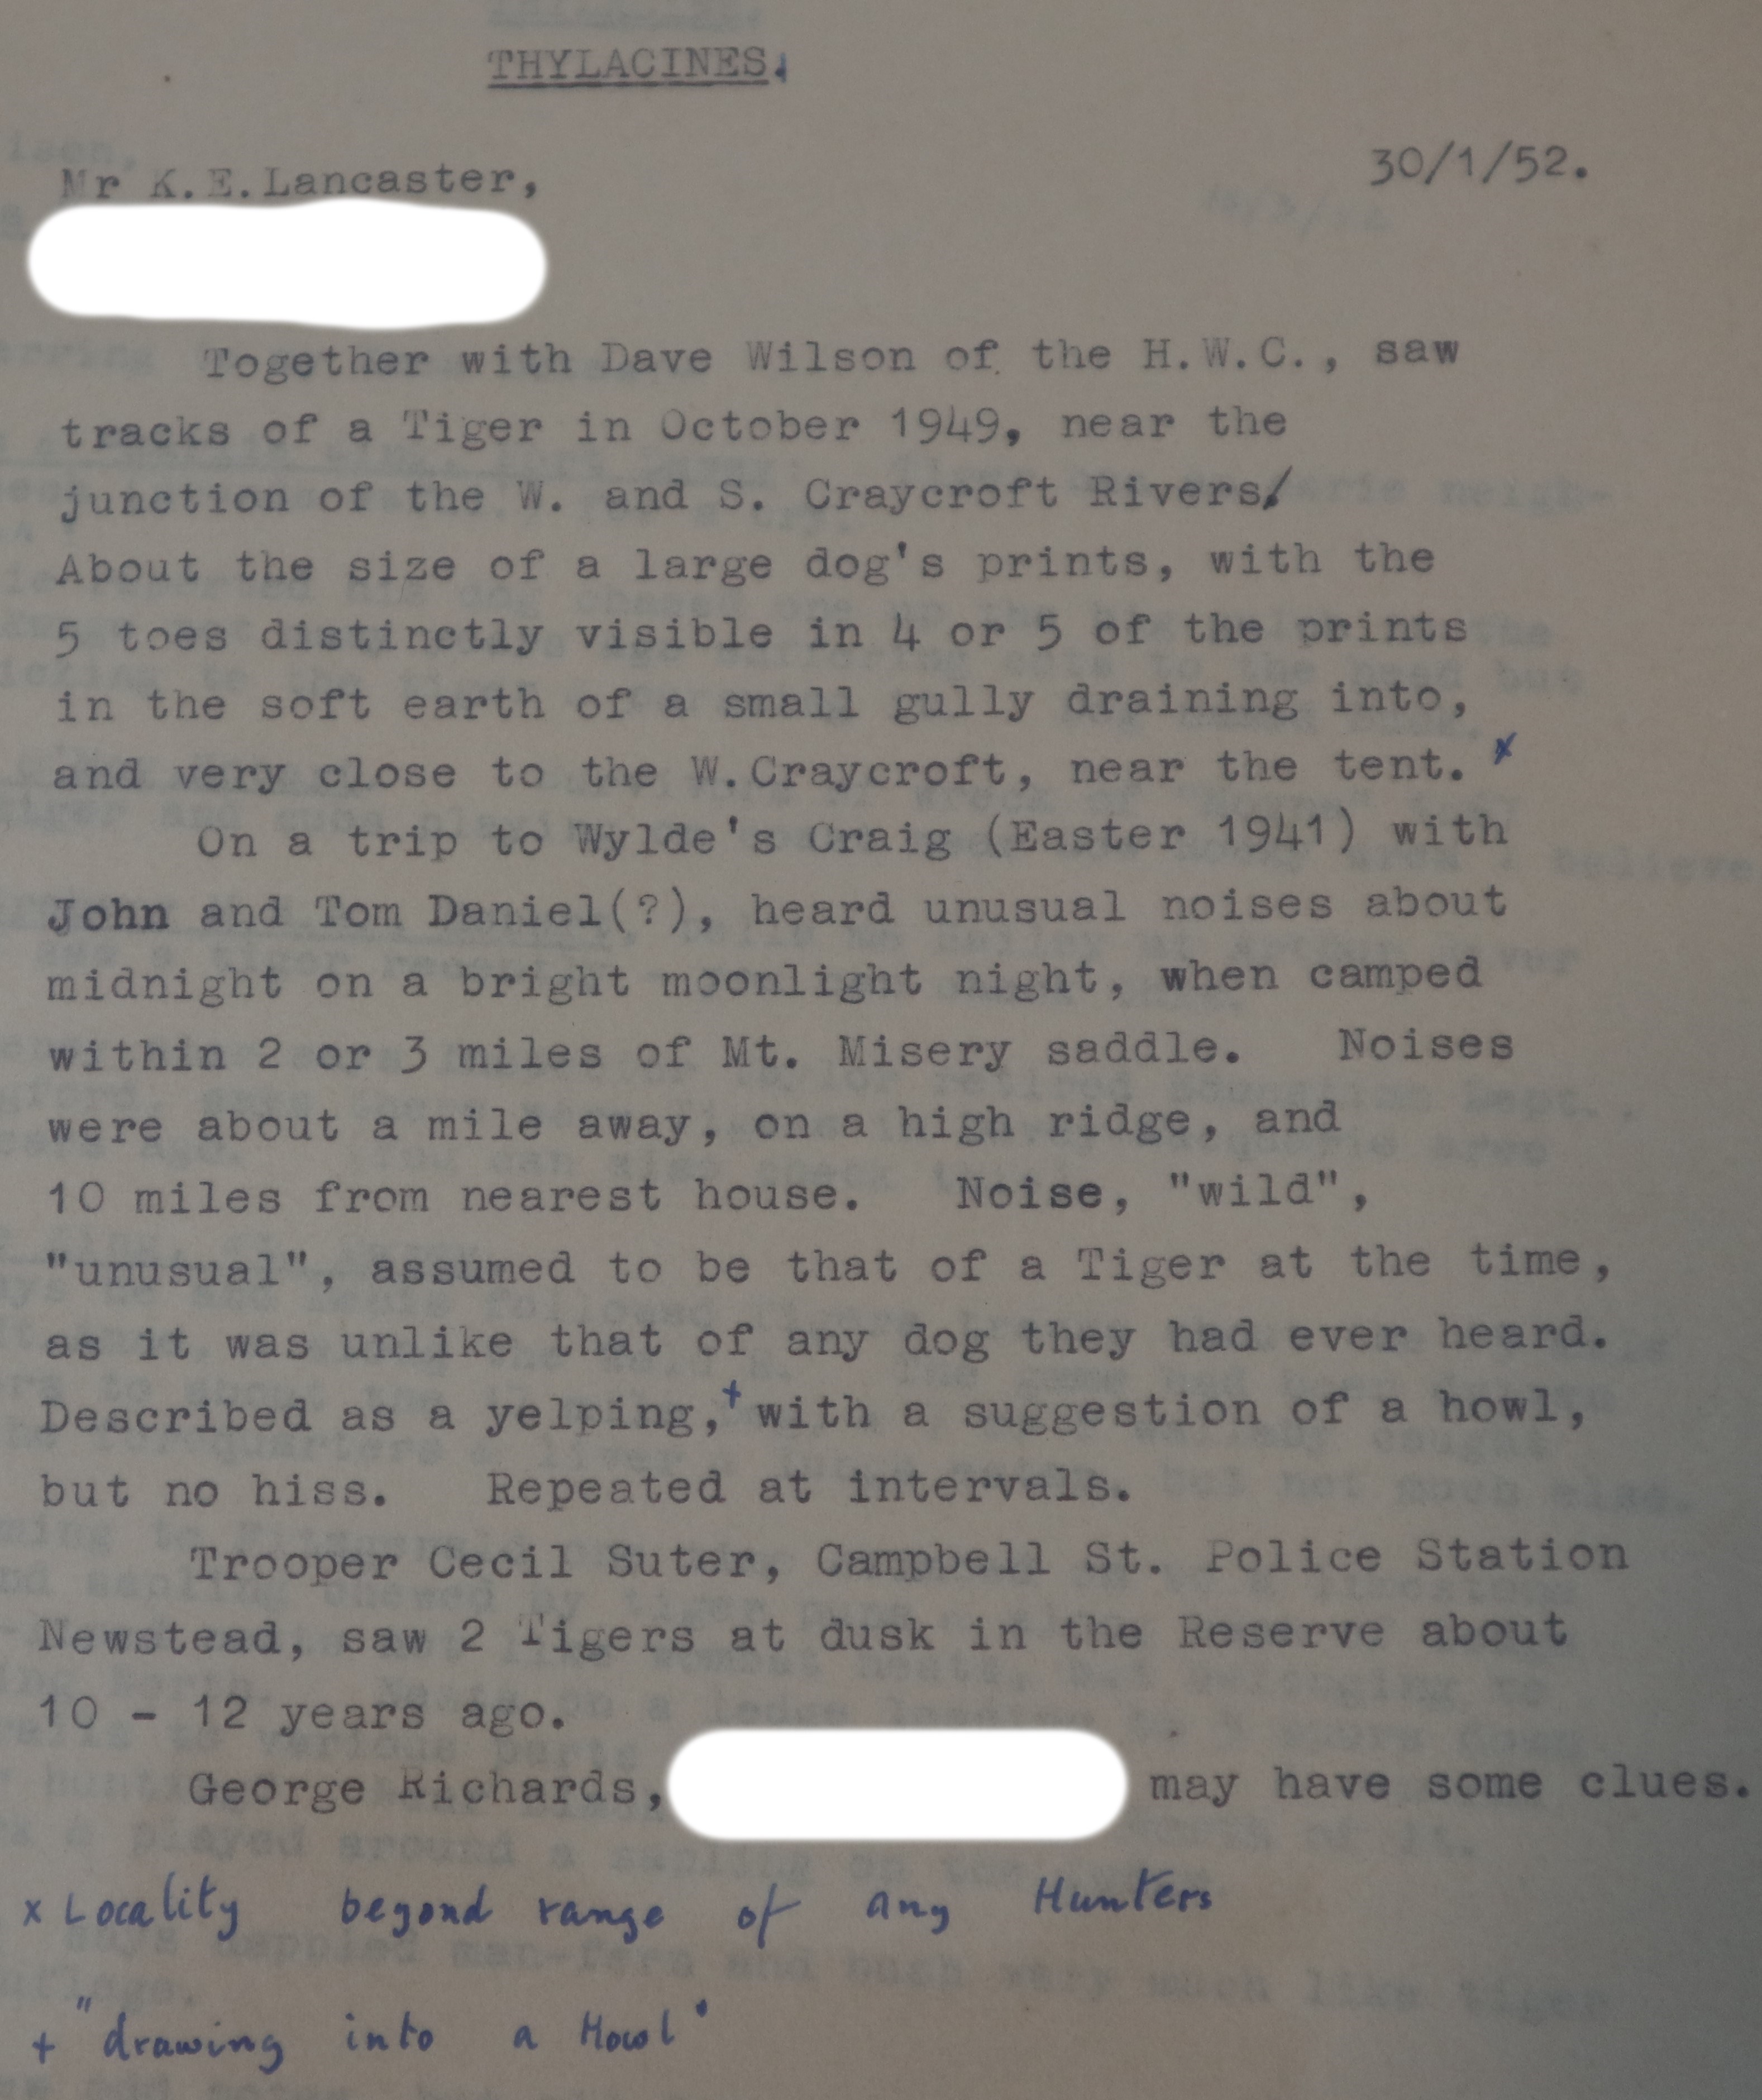 THYLACINES.
30/1/52.
Mr K.E.Lancaster,
Together with Dave Wilson of the H.W.C., saw
tracks of a Tiger in October 1949, near the
junction of the W. and S. Craycroft Rivers/
About the size of a large dog's prints, with the
5 toes distinctly visible in 4 or 5 of the prints
in the soft earth of a small gully draining into,
and very close to the W.Craycroft, near the tent. x
On a trip to Wylde's Craig (Easter 1941) with
John and Tom Daniel(?), heard unusual noises about
midnight on a bright moonlight night, when camped
within 2 or 3 miles of Mt. Misery saddle. Noises
were about a mile away, on a high ridge, and
10 miles from nearest house. Noise, "wild",
"unusual", assumed to be that of a Tiger at the time,
as it was unlike that of any dog they had ever heard.
Described as a yelping,+ with a suggestion of a howl,
but no hiss. Repeated at intervals.
Trooper Cecil Suter, Campbell St. Police Station
Newstead, saw 2 Tigers at dusk in the Reserve about
10 - 12 years ago.
George Richards, may have some clues.
x Locality beyond range of any Hunters
+ "drawing into a Howl"